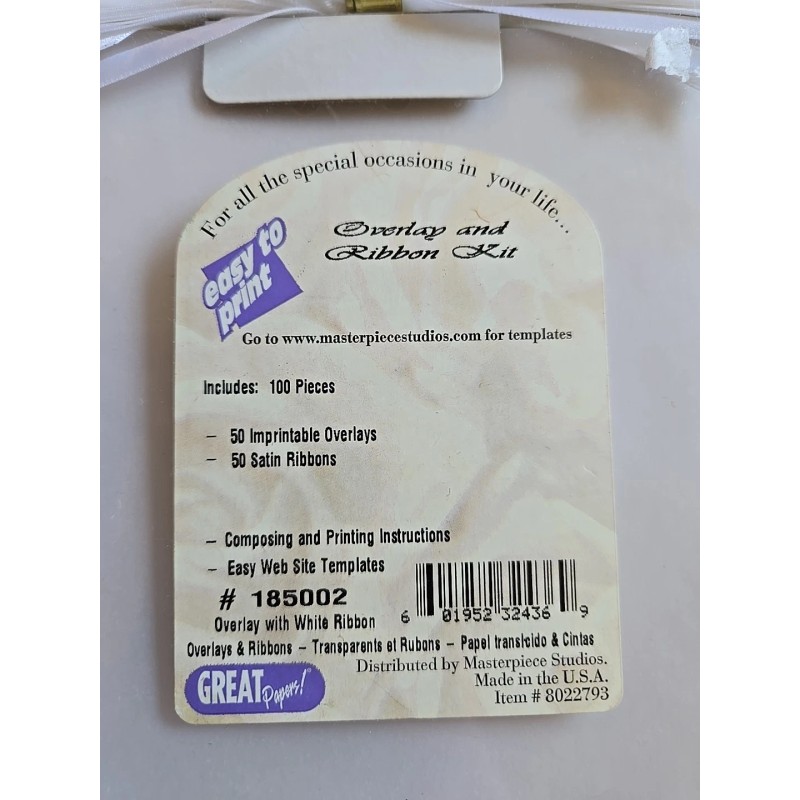 For all the special occasions in your life...
easy to
print
Overlay and
Ribbon Kit
Go to www.masterpiecestudios.com for templates
Includes: 100 Pieces
– 50 Imprintable Overlays
– 50 Satin Ribbons
– Composing and Printing Instructions
– Easy Web Site Templates
# 185002
Overlay with White Ribbon
6 01952 32436 9
Overlays & Ribbons – Transparents et Rubons – Papel translcido & Cintas
Distributed by Masterpiece Studios.
Made in the U.S.A.
Item # 8022793
GREAT Papers!